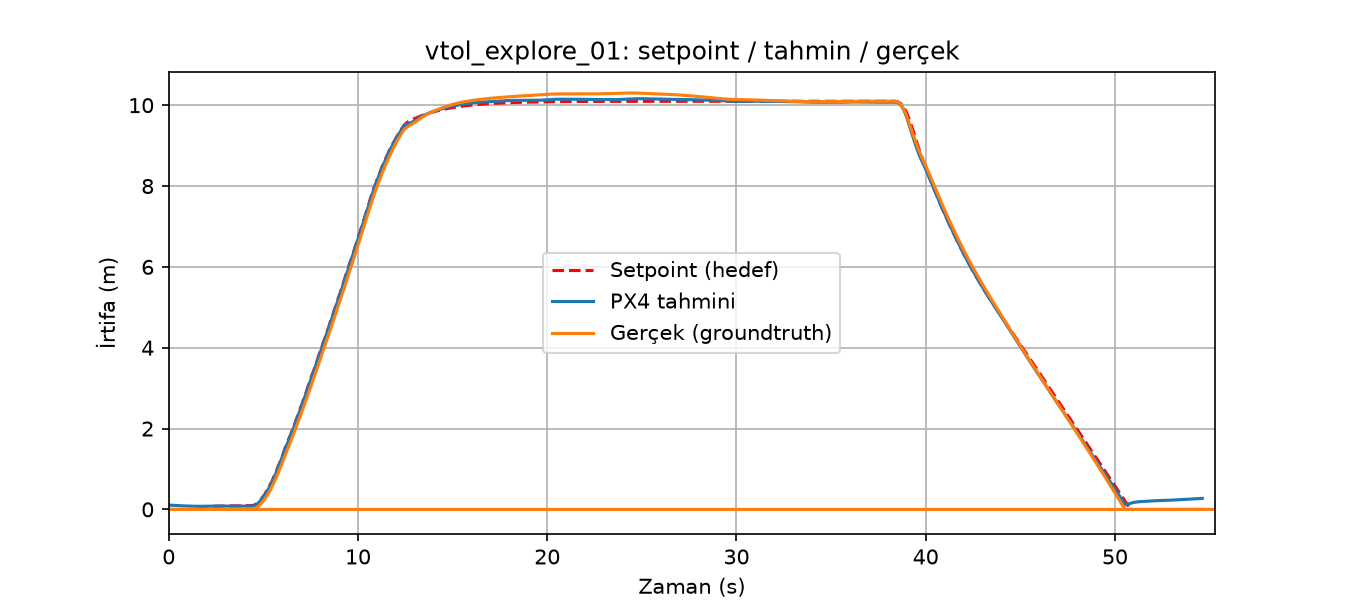 vtol_explore_01: setpoint / tahmin / gerçek
İrtifa (m)
10
8
6
4
2
0
Setpoint (hedef)
PX4 tahmini
Gerçek (groundtruth)
0 10 20 30 40 50
Zaman (s)